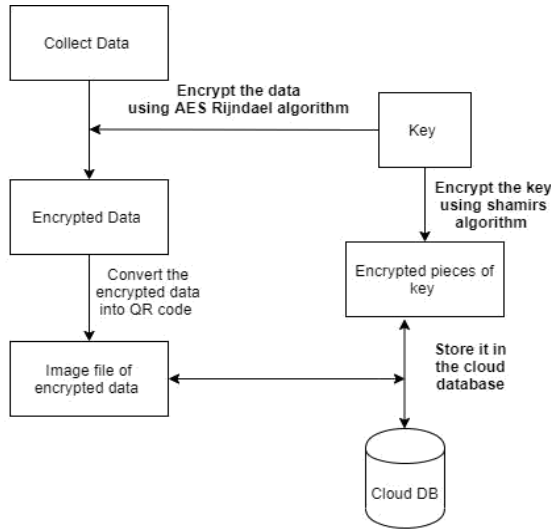 Collect Data
Encrypt the data
using AES Rijndael algorithm
Key
Encrypted Data
Encrypt the key
using shamirs
algorithm
Convert the
encrypted data
into QR code
Encrypted pieces of
key
Image file of
encrypted data
Store it in
the cloud
database
Cloud DB